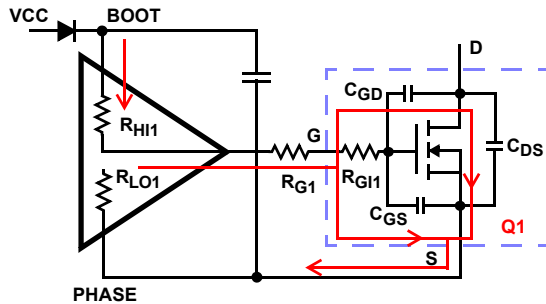 VCC
BOOT
D
RHI1
CGD
G
RLO1
RG1
RGI1
CDS
CGS
Q1
S
PHASE